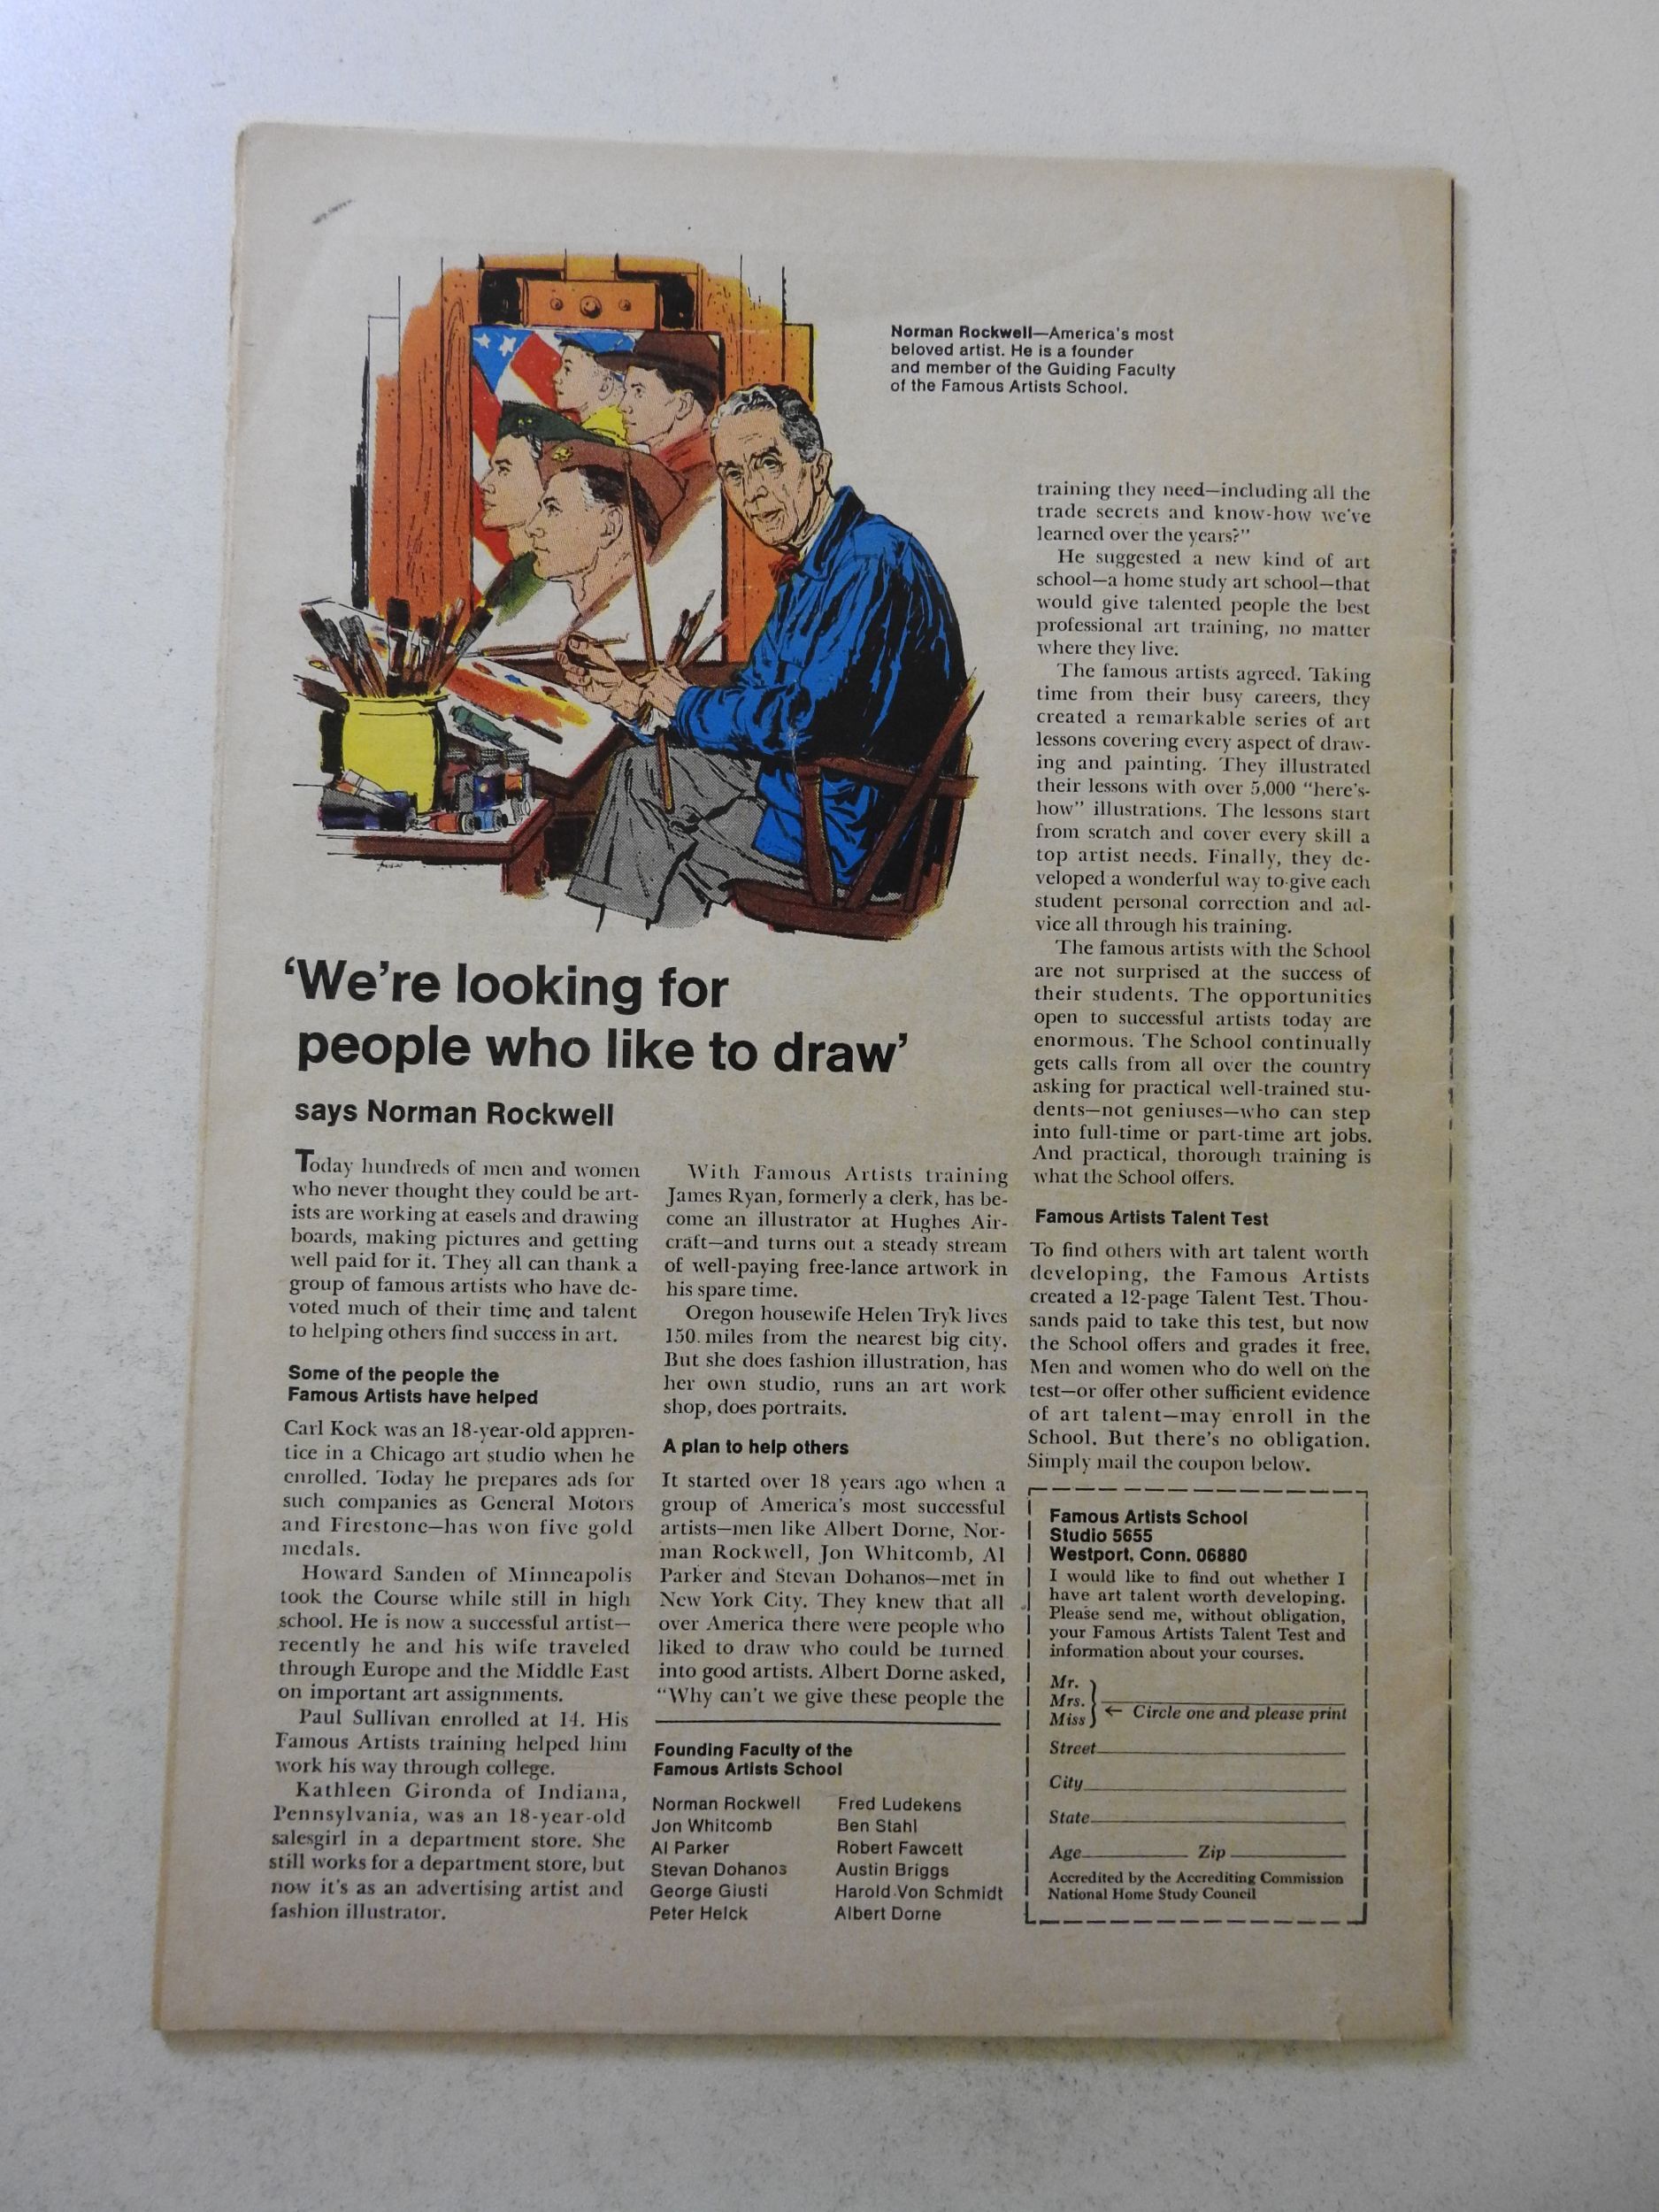 Norman Rockwell—America's most
beloved artist. He is a founder
and member of the Guiding Faculty
of the Famous Artists School.
'We're looking for
people who like to draw'
says Norman Rockwell
Today hundreds of men and women
who never thought they could be art-
ists are working at easels and drawing
boards, making pictures and getting
well paid for it. They all can thank a
group of famous artists who have de-
voted much of their time and talent
to helping others find success in art.
Some of the people the
Famous Artists have helped
Carl Kock was an 18-year-old appren-
tice in a Chicago art studio when he
enrolled. Today he prepares ads for
such companies as General Motors
and Firestone—has won five gold
medals.
Howard Sanden of Minneapolis
took the Course while still in high
school. He is now a successful artist—
recently he and his wife traveled
through Europe and the Middle East
on important art assignments.
Paul Sullivan enrolled at 14. His
Famous Artists training helped him
work his way through college.
Kathleen Gironda of Indiana,
Pennsylvania, was an 18-year-old
salesgirl in a department store. She
still works for a department store, but
now it's as an advertising artist and
fashion illustrator.
With Famous Artists training
James Ryan, formerly a clerk, has be-
come an illustrator at Hughes Air-
craft—and turns out a steady stream
of well-paying free-lance artwork in
his spare time.
Oregon housewife Helen Tryk lives
150 miles from the nearest big city.
But she does fashion illustration, has
her own studio, runs an art work
shop, does portraits.
A plan to help others
It started over 18 years ago when a
group of America's most successful
artists—men like Albert Dorne, Nor-
man Rockwell, Jon Whitcomb, Al
Parker and Stevan Dohanos—met in
New York City. They knew that all
over America there were people who
liked to draw who could be turned
into good artists. Albert Dorne asked,
"Why can't we give these people the
training they need—including all the
trade secrets and know-how we've
learned over the years?"
He suggested a new kind of art
school—a home study art school—that
would give talented people the best
professional art training, no matter
where they live.
The famous artists agreed. Taking
time from their busy careers, they
created a remarkable series of art
lessons covering every aspect of draw-
ing and painting. They illustrated
their lessons with over 5,000 "here's-
how" illustrations. The lessons start
from scratch and cover every skill a
top artist needs. Finally, they de-
veloped a wonderful way to give each
student personal correction and ad-
vice all through his training.
The famous artists with the School
are not surprised at the success of
their students. The opportunities
open to successful artists today are
enormous. The School continually
gets calls from all over the country
asking for practical well-trained stu-
dents—not geniuses—who can step
into full-time or part-time art jobs.
And practical, thorough training is
what the School offers.
Famous Artists Talent Test
To find others with art talent worth
developing, the Famous Artists
created a 12-page Talent Test. Thou-
sands paid to take this test, but now
the School offers and grades it free.
Men and women who do well on the
test—or offer other sufficient evidence
of art talent—may enroll in the
School. But there's no obligation.
Simply mail the coupon below.
Founding Faculty of the
Famous Artists School
Norman Rockwell
Jon Whitcomb
Al Parker
Stevan Dohanos
George Giusti
Peter Helck
Fred Ludekens
Ben Stahl
Robert Fawcett
Austin Briggs
Harold Von Schmidt
Albert Dorne
Famous Artists School
Studio 5655
Westport, Conn. 06880
I would like to find out whether I
have art talent worth developing.
Please send me, without obligation,
your Famous Artists Talent Test and
information about your courses.
Mr.
Mrs.
Miss
← Circle one and please print
Street
City
State
Age Zip
Accredited by the Accrediting Commission
National Home Study Council